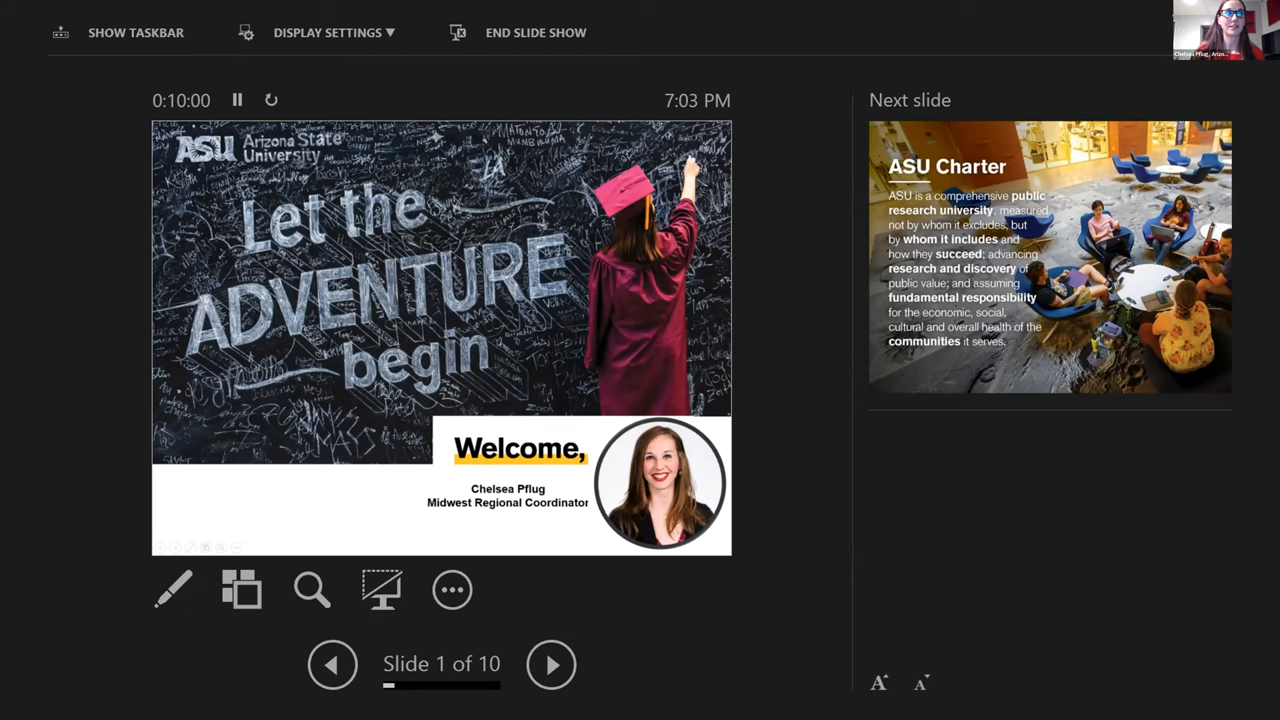 SHOW TASKBAR
DISPLAY SETTINGS ▼
END SLIDE SHOW
Chelsea Pflug, Arizo...
0:10:00
7:03 PM
Next slide
ASU Arizona State
University
Let the
ADVENTURE
begin
Welcome,
Chelsea Pflug
Midwest Regional Coordinator
ASU Charter
ASU is a comprehensive public
research university, measured
not by whom it excludes, but
by whom it includes and
how they succeed; advancing
research and discovery of
public value; and assuming
fundamental responsibility
for the economic, social,
cultural and overall health of the
communities it serves.
Slide 1 of 10
A A